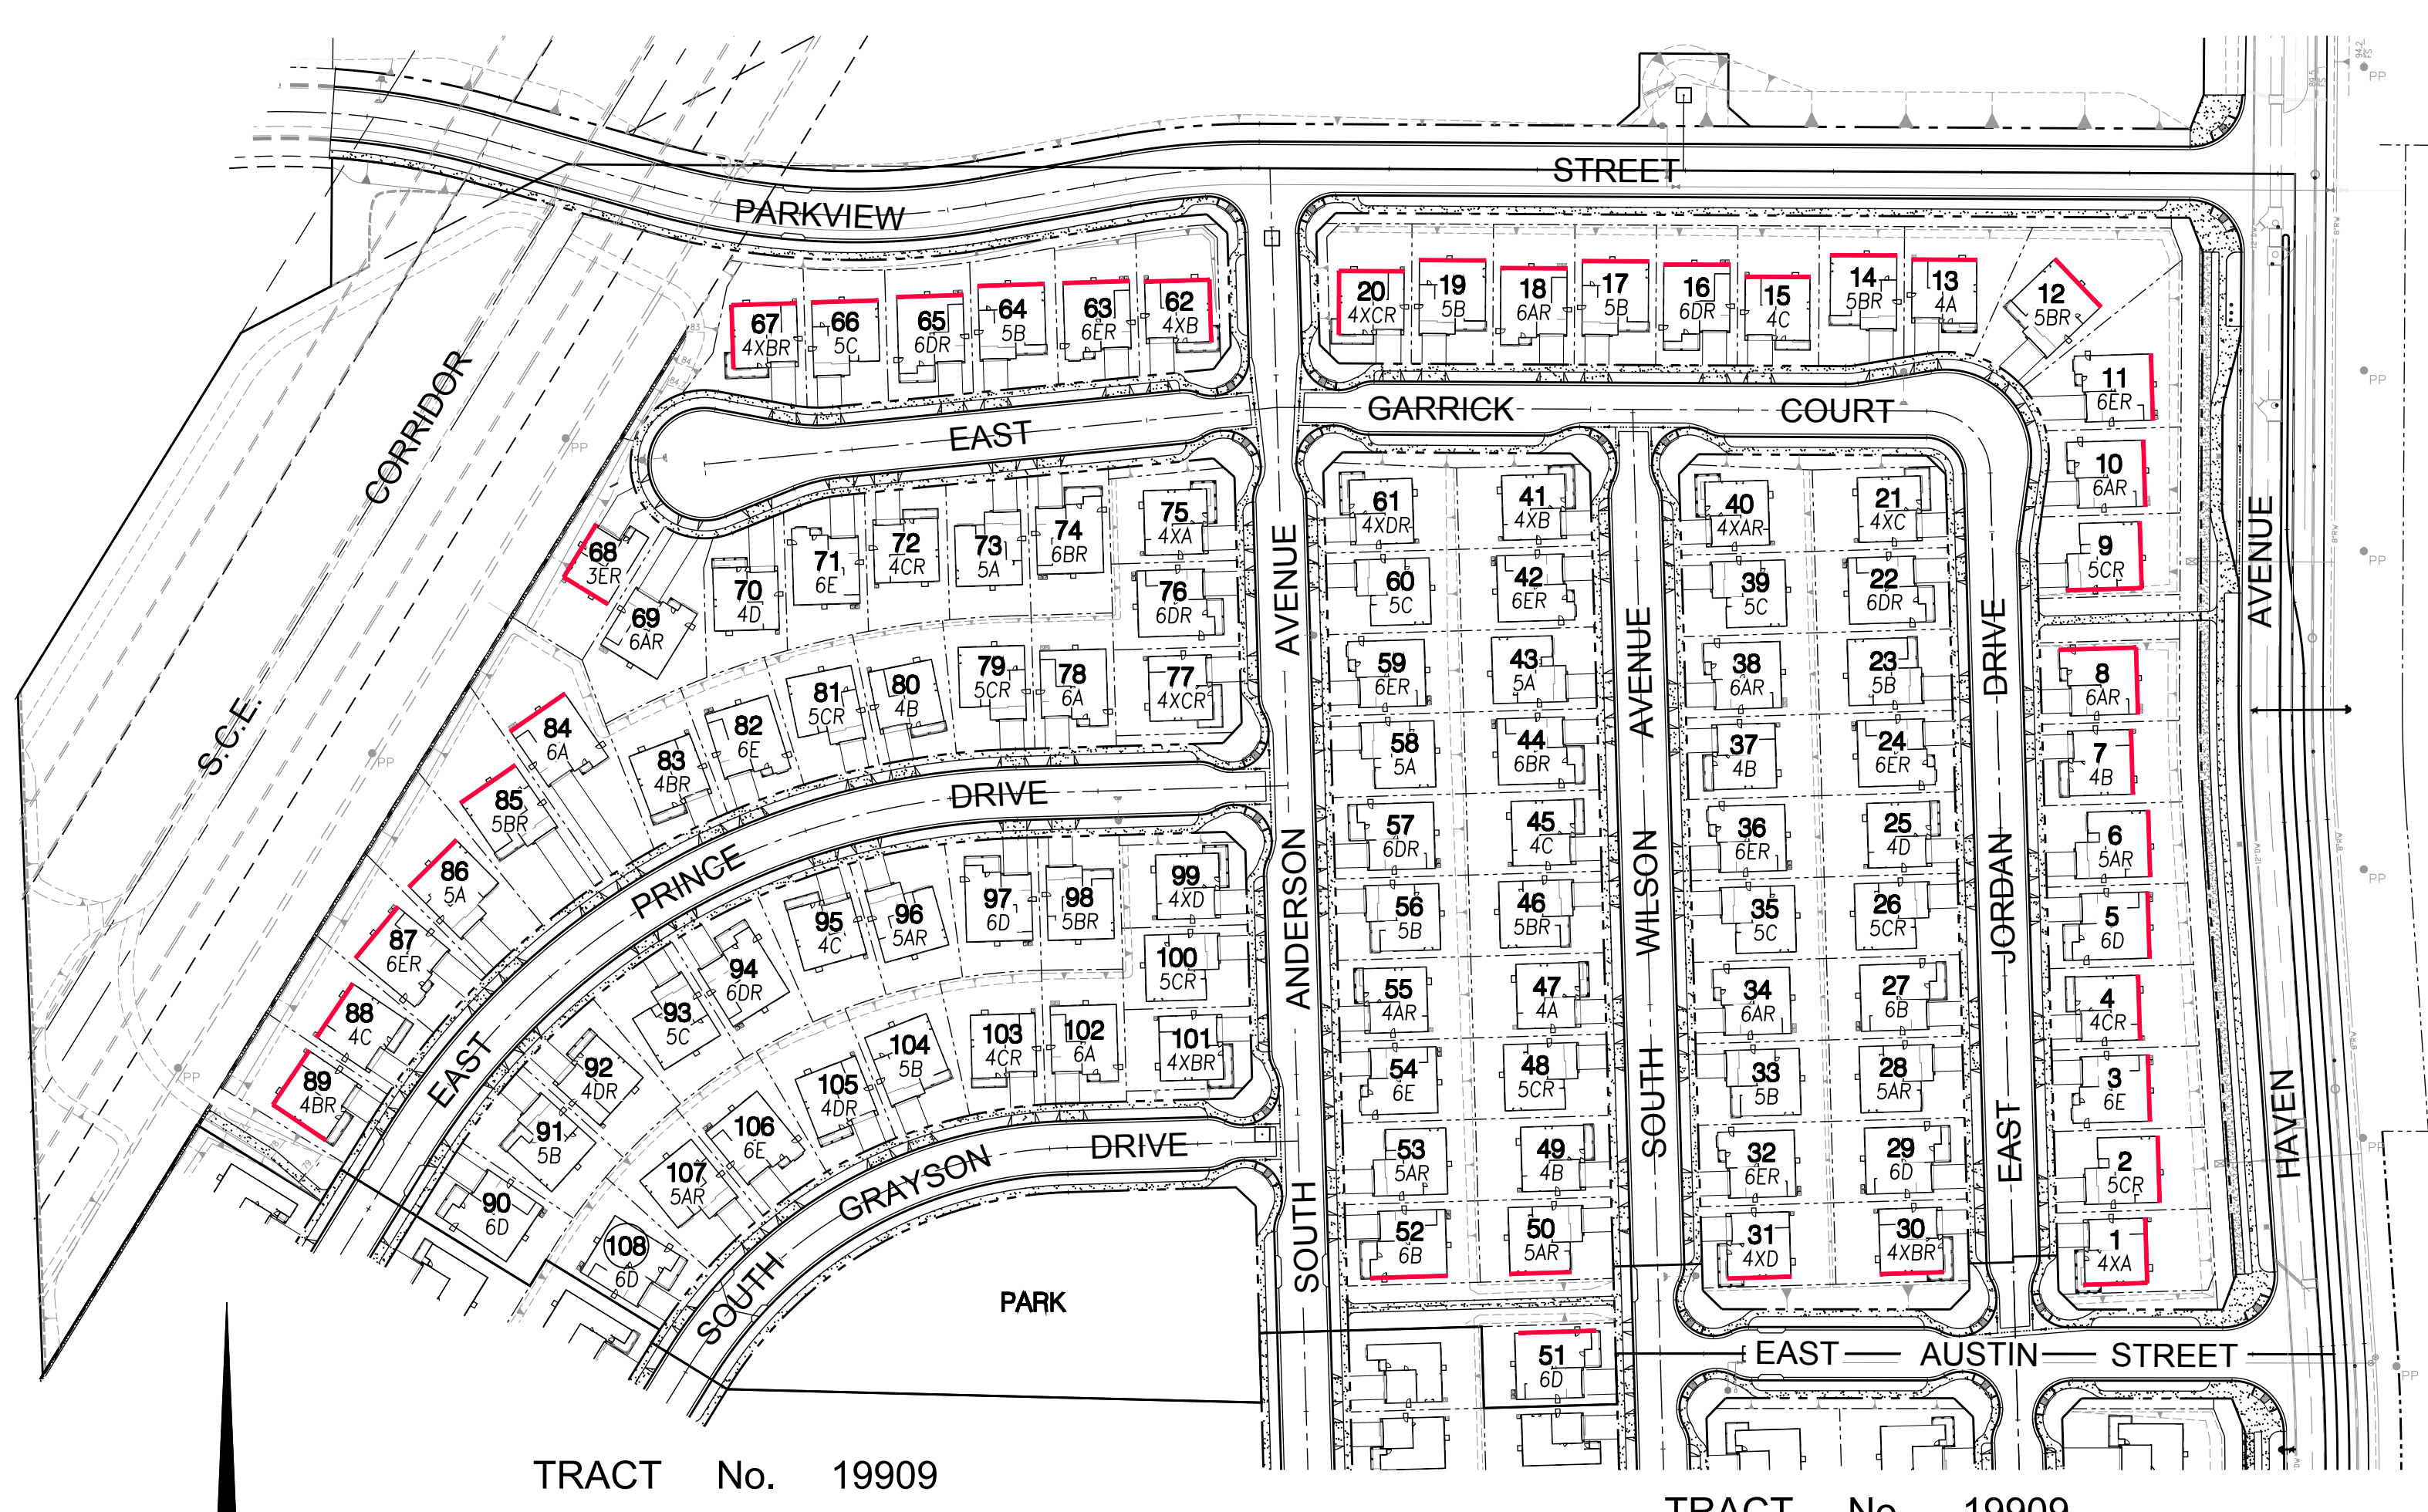 STREET
PARKVIEW
20
4XCR
19
5B
18
6AR
17
5B
16
6DR
15
4C
14
5BR
13
4A
12
5BR
67
4XBR
66
5C
65
6DR
64
5B
63
6ER
62
4XB
11
6ER
EAST
GARRICK
COURT
CORRIDOR
S.C.E.
10
6AR
9
5CR
8
6AR
7
4B
6
5AR
5
6D
4
4CR
3
6E
2
5CR
1
4XA
68
3ER
69
6AR
70
4D
71
6E
72
4CR
73
5A
74
6BR
75
4XA
76
6DR
77
4XCR
78
6A
79
5CR
80
4B
81
5CR
82
6E
83
4BR
84
6A
85
5BR
86
5A
87
6ER
88
4C
89
4BR
61
4XDR
60
5C
59
6ER
58
5A
57
6DR
56
5B
55
4AR
54
6E
53
5AR
52
6B
41
4XB
42
6ER
43
5A
44
6BR
45
4C
46
5BR
47
4A
48
5CR
49
4B
50
5AR
51
6D
40
4XAR
39
5C
38
6AR
37
4B
36
6ER
35
5C
34
6AR
33
5B
32
6ER
31
4XD
21
4XC
22
6DR
23
5B
24
6ER
25
4D
26
5CR
27
6B
28
5AR
29
6D
30
4XBR
EAST
PRINCE
DRIVE
90
6D
91
5B
92
4DR
93
5C
94
6DR
95
4C
96
5AR
97
6D
98
5BR
99
4XD
100
5CR
101
4XBR
102
6A
103
4CR
104
5B
105
4DR
106
6E
107
5AR
108
6D
SOUTH
GRAYSON
DRIVE
SOUTH
ANDERSON
AVENUE
SOUTH
WILSON
AVENUE
EAST
JORDAN
DRIVE
HAVEN
AVENUE
EAST
AUSTIN
STREET
PARK
PP
PP
PP
PP
PP
PP
PP
PP
PP
TRACT No. 19909
TRACT No. 19909